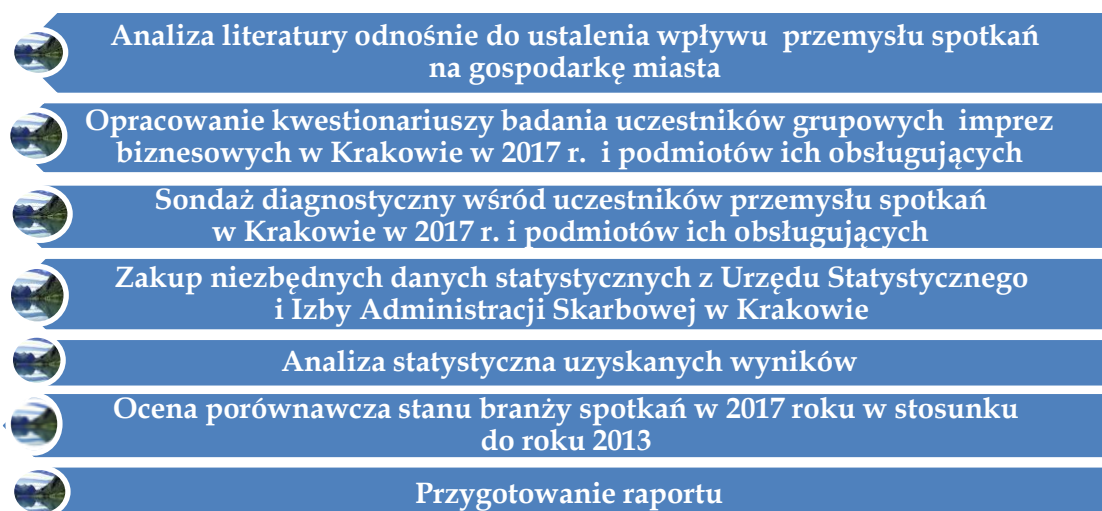 Analiza literatury odnośnie do ustalenia wpływu przemysłu spotkań
na gospodarkę miasta
Opracowanie kwestionariuszy badania uczestników grupowych imprez
biznesowych w Krakowie w 2017 r. i podmiotów ich obsługujących
Sondaż diagnostyczny wśród uczestników przemysłu spotkań
w Krakowie w 2017 r. i podmiotów ich obsługujących
Zakup niezbędnych danych statystycznych z Urzędu Statystycznego
i Izby Administracji Skarbowej w Krakowie
Analiza statystyczna uzyskanych wyników
Ocena porównawcza stanu branży spotkań w 2017 roku w stosunku
do roku 2013
Przygotowanie raportu